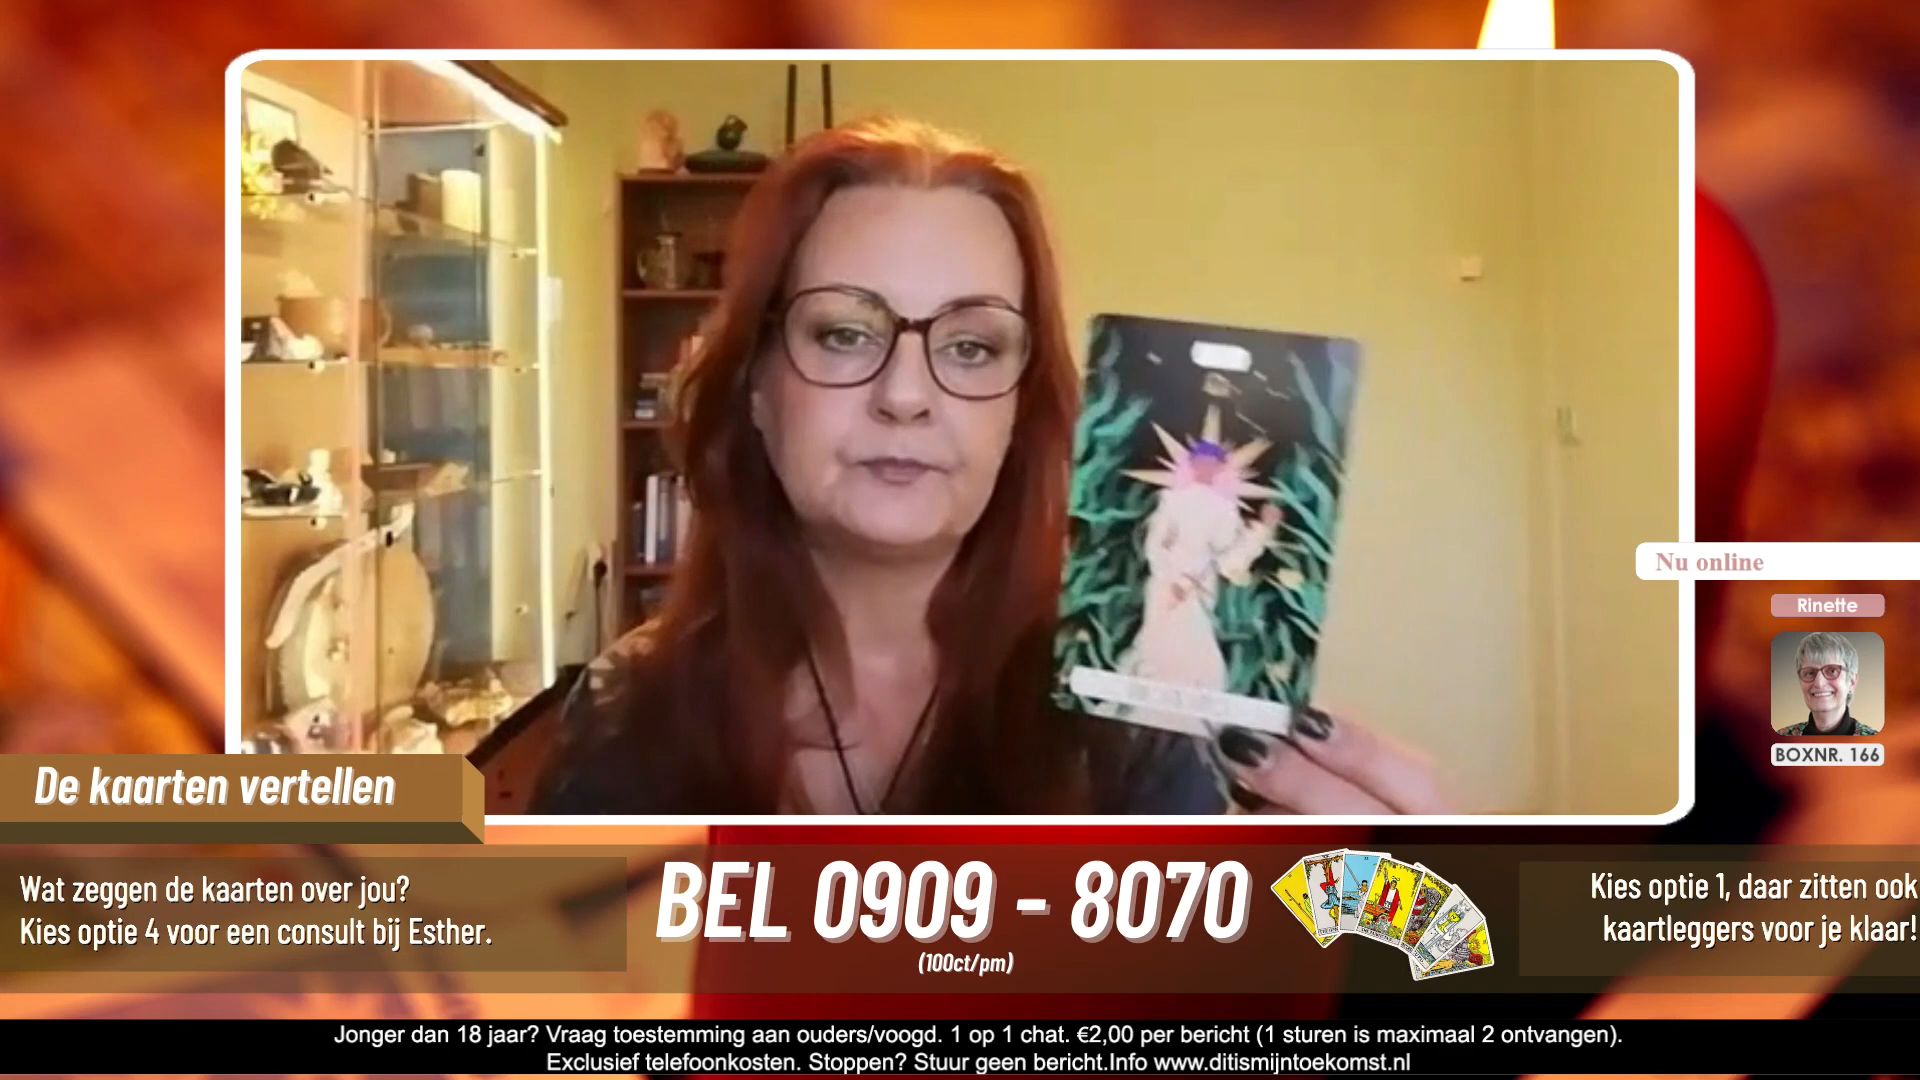 Nu online
Rinette
BOXNR. 166
De kaarten vertellen
Wat zeggen de kaarten over jou?
Kies optie 4 voor een consult bij Esther.
BEL 0909 - 8070
(100ct/pm)
Kies optie 1, daar zitten ook
kaartleggers voor je klaar!
Jonger dan 18 jaar? Vraag toestemming aan ouders/voogd. 1 op 1 chat. €2,00 per bericht (1 sturen is maximaal 2 ontvangen).
Exclusief telefoonkosten. Stoppen? Stuur geen bericht.Info www.ditismijntoekomst.nl